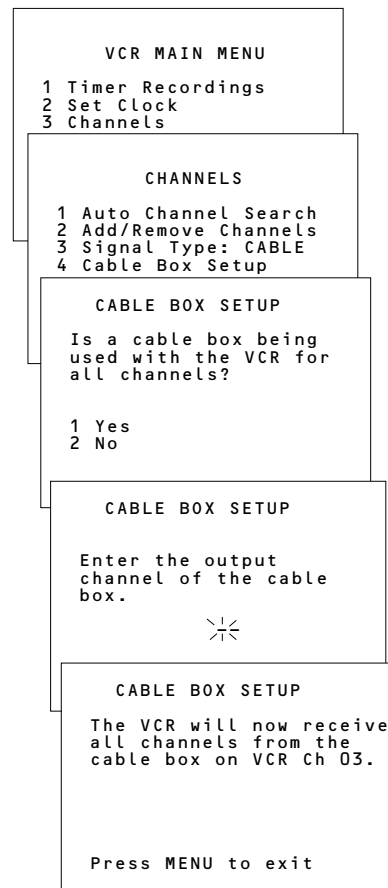 VCR MAIN MENU
1 Timer Recordings
2 Set Clock
3 Channels
CHANNELS
1 Auto Channel Search
2 Add/Remove Channels
3 Signal Type: CABLE
4 Cable Box Setup
CABLE BOX SETUP
Is a cable box being
used with the VCR for
all channels?
1 Yes
2 No
CABLE BOX SETUP
Enter the output
channel of the cable
box.
--
CABLE BOX SETUP
The VCR will now receive
all channels from the
cable box on VCR Ch 03.
Press MENU to exit